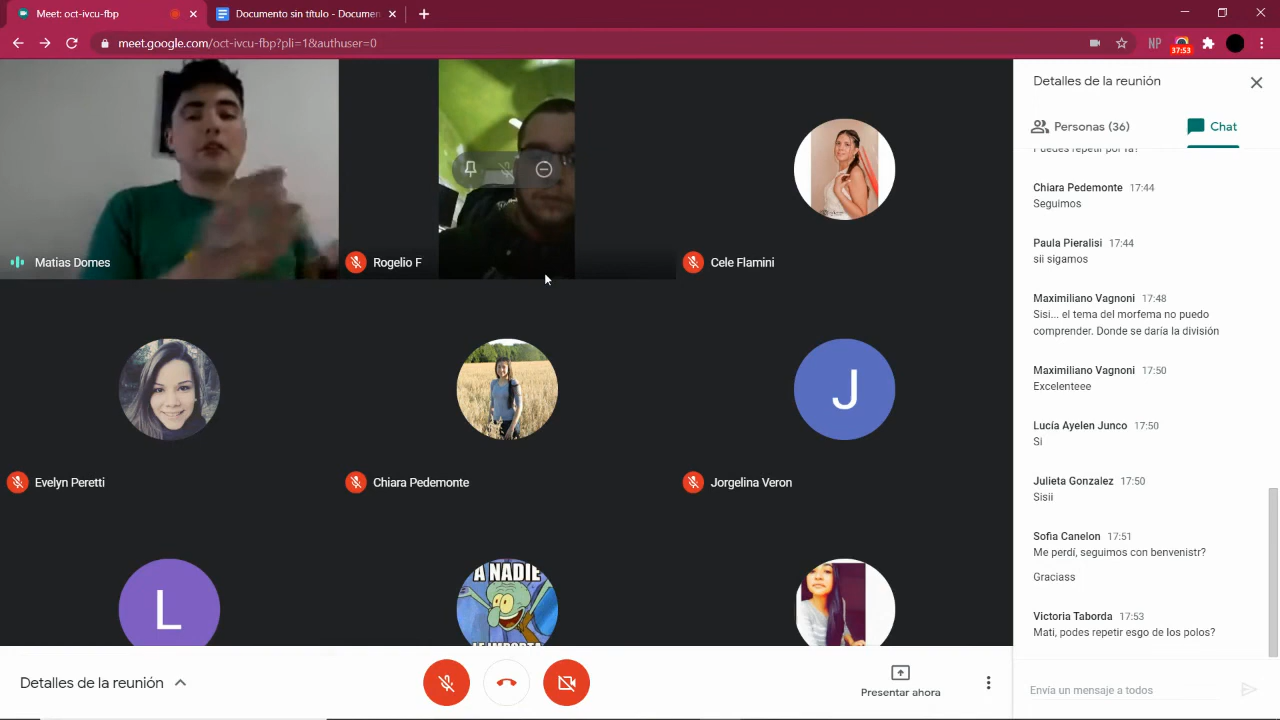 Meet: oct-ivcu-fbp
Documento sin título - Documen
meet.google.com/oct-ivcu-fbp?pli=1&authuser=0
NP
37:53
Matias Domes
Rogelio F
Cele Flamini
Evelyn Peretti
Chiara Pedemonte
J
Jorgelina Veron
L
A NADIE
LE IMPORTA
Detalles de la reunión
Presentar ahora
Detalles de la reunión
Personas (36)
Chat
Puedes repetir por fa?
Chiara Pedemonte 17:44
Seguimos
Paula Pieralisi 17:44
sii sigamos
Maximiliano Vagnoni 17:48
Sisi... el tema del morfema no puedo
comprender. Donde se daría la división
Maximiliano Vagnoni 17:50
Excelenteee
Lucía Ayelen Junco 17:50
Si
Julieta Gonzalez 17:50
Sisii
Sofia Canelon 17:51
Me perdí, seguimos con benvenistr?
Graciass
Victoria Taborda 17:53
Mati, podes repetir esgo de los polos?
Envía un mensaje a todos